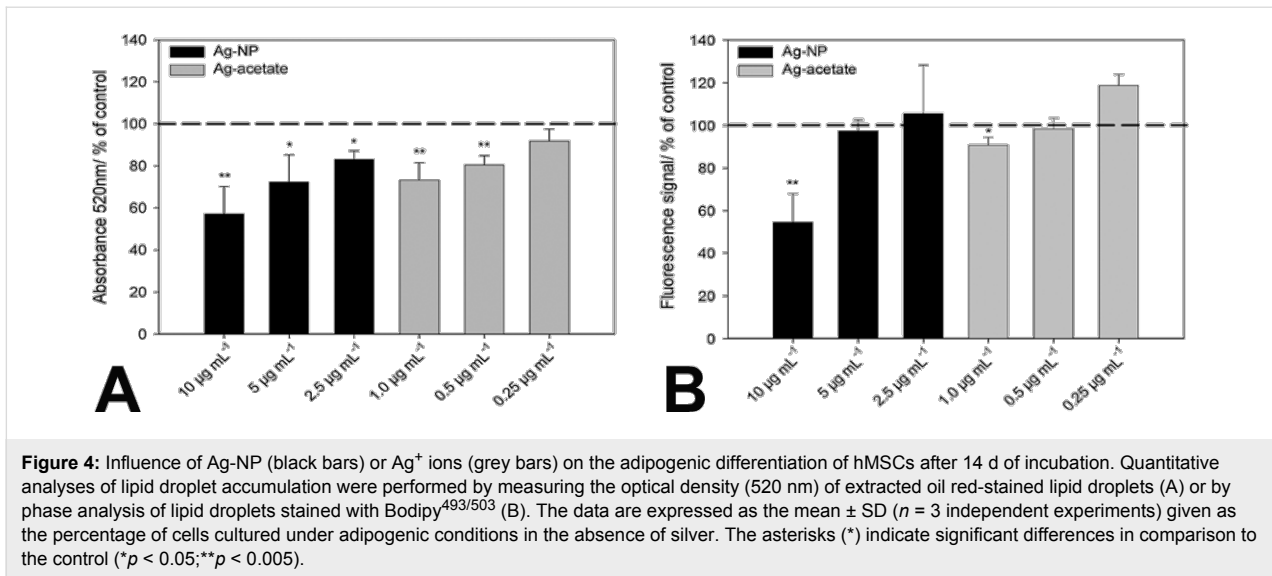 140
120
100
80
60
40
20
0
Absorbance 520nm/ % of control
Ag-NP
Ag-acetate
**
*
*
**
**
10 µg mL⁻¹
5 µg mL⁻¹
2.5 µg mL⁻¹
1.0 µg mL⁻¹
0.5 µg mL⁻¹
0.25 µg mL⁻¹
A
140
120
100
80
60
40
20
0
Fluorescence signal/ % of control
Ag-NP
Ag-acetate
**
*
10 µg mL⁻¹
5 µg mL⁻¹
2.5 µg mL⁻¹
1.0 µg mL⁻¹
0.5 µg mL⁻¹
0.25 µg mL⁻¹
B
Figure 4: Influence of Ag-NP (black bars) or Ag⁺ ions (grey bars) on the adipogenic differentiation of hMSCs after 14 d of incubation. Quantitative
analyses of lipid droplet accumulation were performed by measuring the optical density (520 nm) of extracted oil red-stained lipid droplets (A) or by
phase analysis of lipid droplets stained with Bodipy⁴⁹³/⁵⁰³ (B). The data are expressed as the mean ± SD (n = 3 independent experiments) given as
the percentage of cells cultured under adipogenic conditions in the absence of silver. The asterisks (*) indicate significant differences in comparison to
the control (*p < 0.05;**p < 0.005).